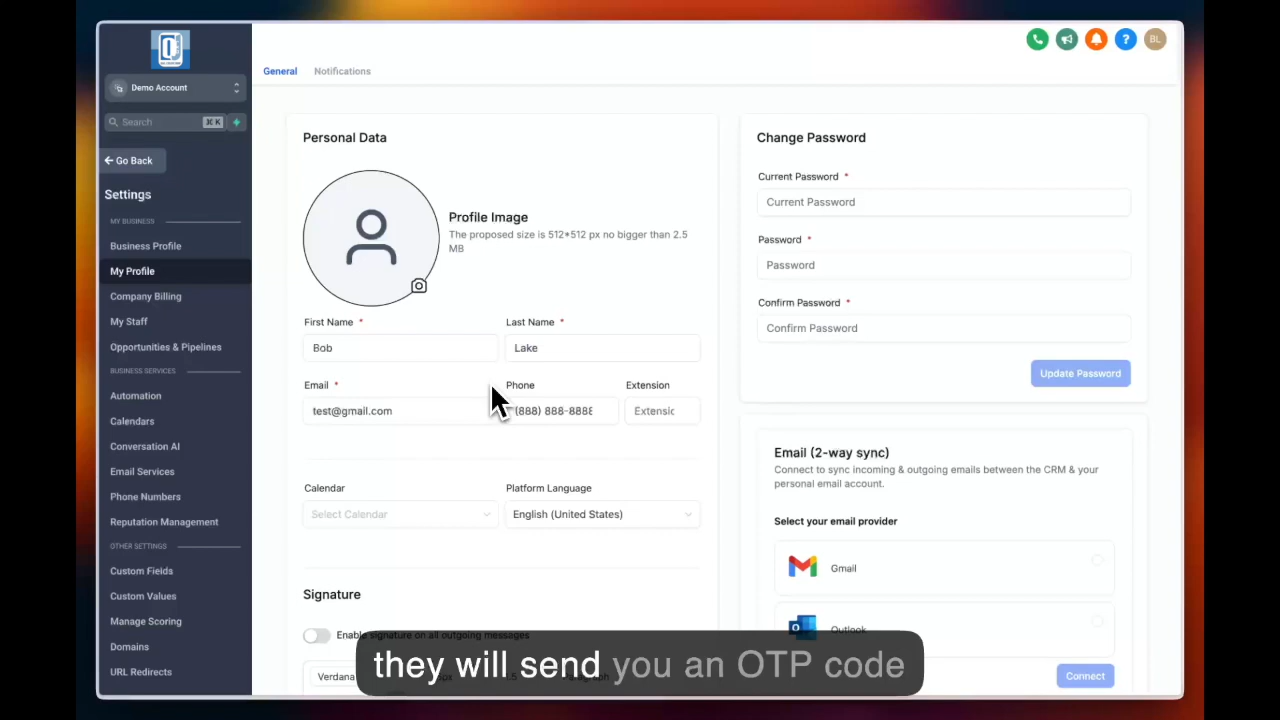 Demo Account
Search
⌘ K
Go Back
Settings
MY BUSINESS
Business Profile
My Profile
Company Billing
My Staff
Opportunities & Pipelines
BUSINESS SERVICES
Automation
Calendars
Conversation AI
Email Services
Phone Numbers
Reputation Management
OTHER SETTINGS
Custom Fields
Custom Values
Manage Scoring
Domains
URL Redirects
?
BL
General Notifications
Personal Data
Profile Image
The proposed size is 512*512 px no bigger than 2.5
MB
First Name * Last Name *
Bob Lake
Email * Phone Extension
test@gmail.com (888) 888-8888 Extensic
Calendar Platform Language
Select Calendar English (United States)
Signature
Enable signature on all outgoing messages
Verdana
Change Password
Current Password *
Current Password
Password *
Password
Confirm Password *
Confirm Password
Update Password
Email (2-way sync)
Connect to sync incoming & outgoing emails between the CRM & your
personal email account.
Select your email provider
Gmail
Outlook
Connect
they will send you an OTP code